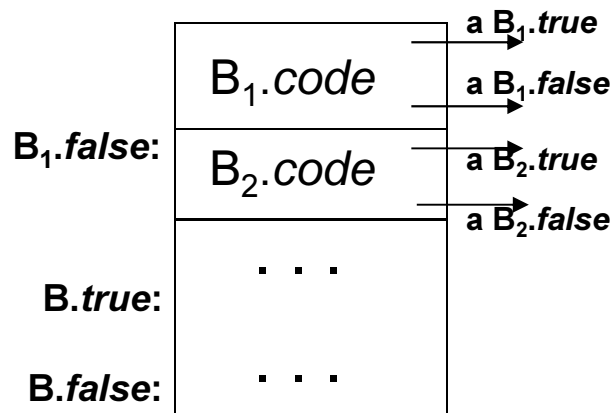 a B₁.true
B₁.code
a B₁.false
B₁.false:
B₂.code
a B₂.true
a B₂.false
. . .
B.true:
. . .
B.false: